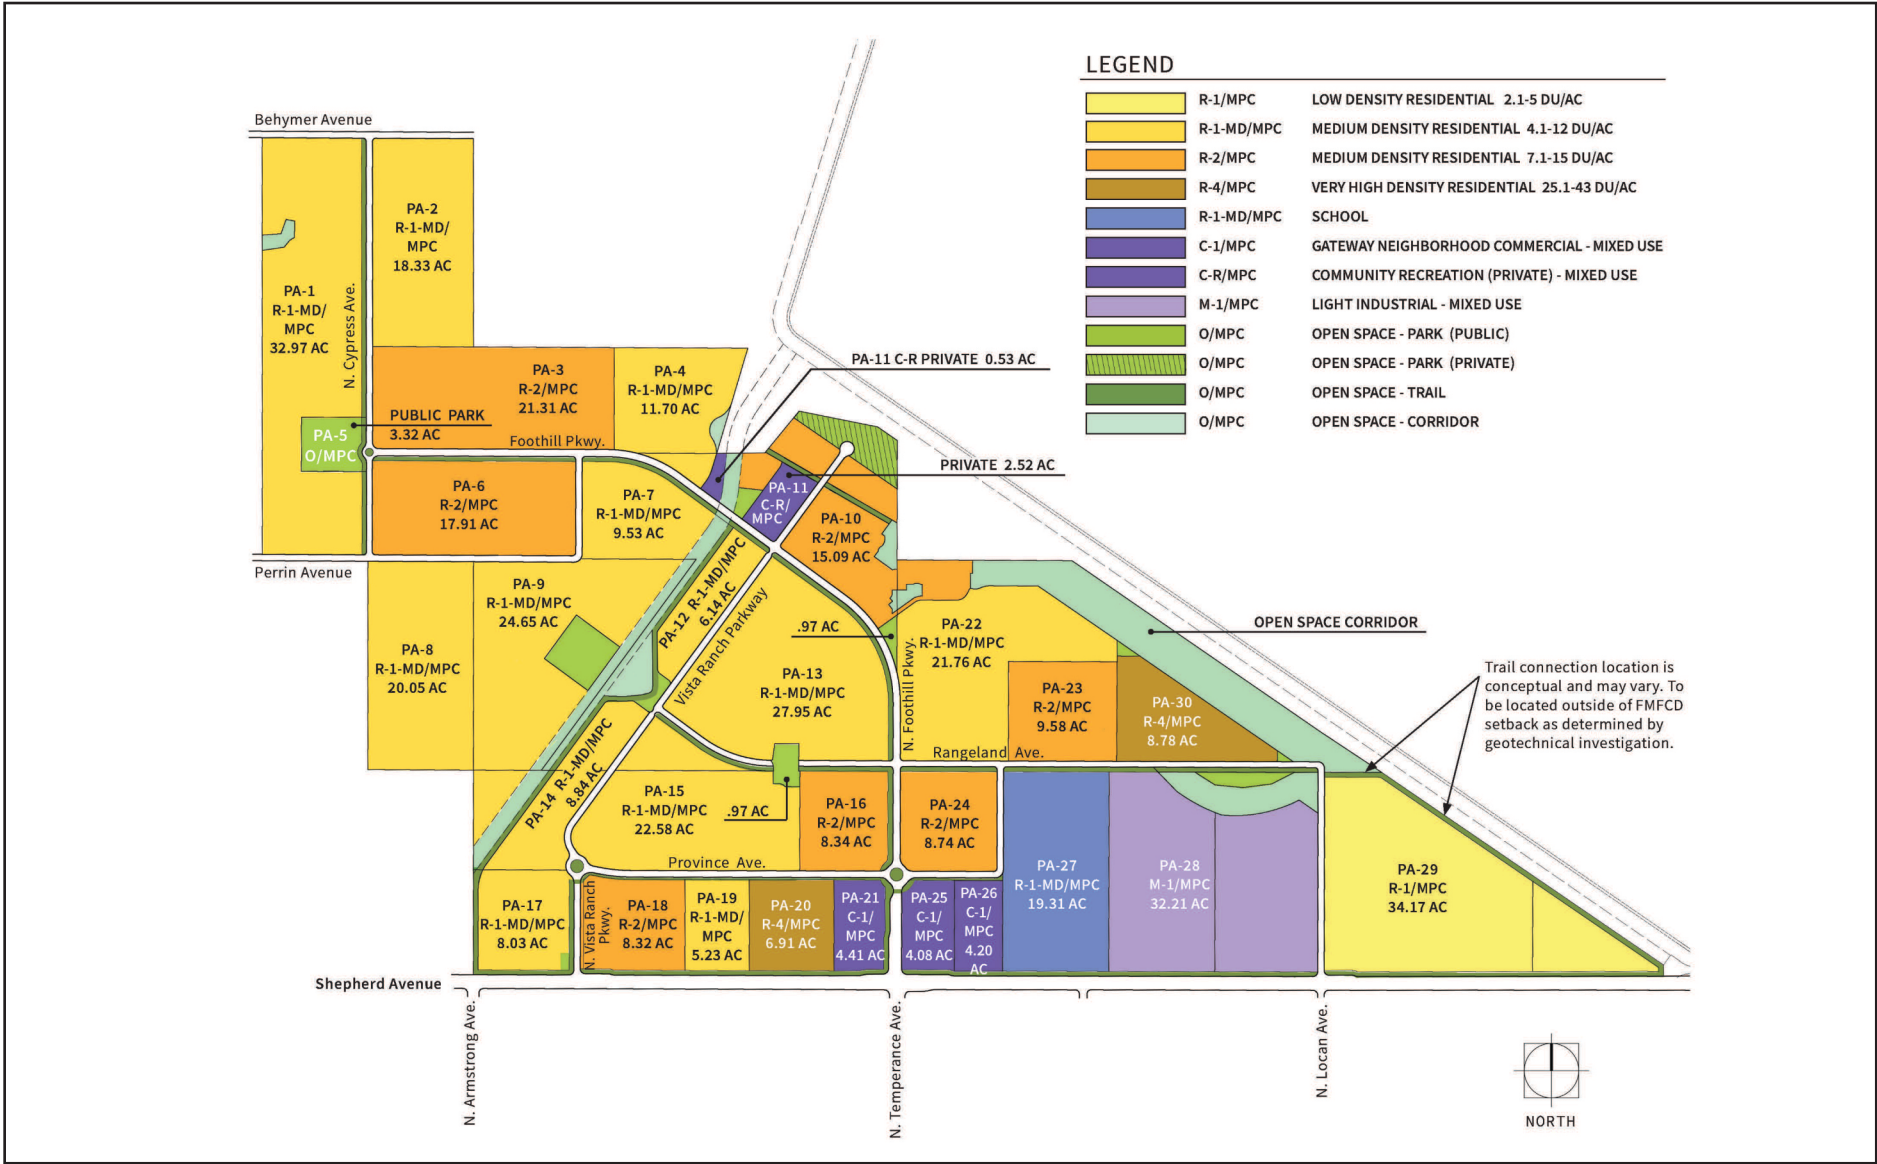 LEGEND
R-1/MPC LOW DENSITY RESIDENTIAL 2.1-5 DU/AC
R-1-MD/MPC MEDIUM DENSITY RESIDENTIAL 4.1-12 DU/AC
R-2/MPC MEDIUM DENSITY RESIDENTIAL 7.1-15 DU/AC
R-4/MPC VERY HIGH DENSITY RESIDENTIAL 25.1-43 DU/AC
R-1-MD/MPC SCHOOL
C-1/MPC GATEWAY NEIGHBORHOOD COMMERCIAL - MIXED USE
C-R/MPC COMMUNITY RECREATION (PRIVATE) - MIXED USE
M-1/MPC LIGHT INDUSTRIAL - MIXED USE
O/MPC OPEN SPACE - PARK (PUBLIC)
O/MPC OPEN SPACE - PARK (PRIVATE)
O/MPC OPEN SPACE - TRAIL
O/MPC OPEN SPACE - CORRIDOR
Behymer Avenue
PA-1
R-1-MD/
MPC
32.97 AC
N. Cypress Ave.
PA-2
R-1-MD/
MPC
18.33 AC
PA-3
R-2/MPC
21.31 AC
PA-4
R-1-MD/MPC
11.70 AC
PA-11 C-R PRIVATE 0.53 AC
PUBLIC PARK
3.32 AC
PA-5
O/MPC
Foothill Pkwy.
PRIVATE 2.52 AC
PA-6
R-2/MPC
17.91 AC
PA-7
R-1-MD/MPC
9.53 AC
PA-11
C-R/
MPC
PA-10
R-2/MPC
15.09 AC
Perrin Avenue
PA-8
R-1-MD/MPC
20.05 AC
PA-9
R-1-MD/MPC
24.65 AC
PA-12 R-1-MD/MPC
6.14 AC
Vista Ranch Parkway
.97 AC
PA-13
R-1-MD/MPC
27.95 AC
N. Foothill Pkwy.
PA-22
R-1-MD/MPC
21.76 AC
OPEN SPACE CORRIDOR
PA-23
R-2/MPC
9.58 AC
PA-30
R-4/MPC
8.78 AC
Trail connection location is
conceptual and may vary. To
be located outside of FMFCD
setback as determined by
geotechnical investigation.
Rangeland Ave.
PA-14 R-1-MD/MPC
8.84 AC
PA-15
R-1-MD/MPC
22.58 AC
.97 AC
PA-16
R-2/MPC
8.34 AC
PA-24
R-2/MPC
8.74 AC
Province Ave.
PA-17
R-1-MD/MPC
8.03 AC
N. Vista Ranch
Pkwy.
PA-18
R-2/MPC
8.32 AC
PA-19
R-1-MD/
MPC
5.23 AC
PA-20
R-4/MPC
6.91 AC
PA-21
C-1/
MPC
4.41 AC
PA-25
C-1/
MPC
4.08 AC
PA-26
C-1/
MPC
4.20
AC
PA-27
R-1-MD/MPC
19.31 AC
PA-28
M-1/MPC
32.21 AC
PA-29
R-1/MPC
34.17 AC
Shepherd Avenue
N. Armstrong Ave.
N. Temperance Ave.
N. Locan Ave.
NORTH